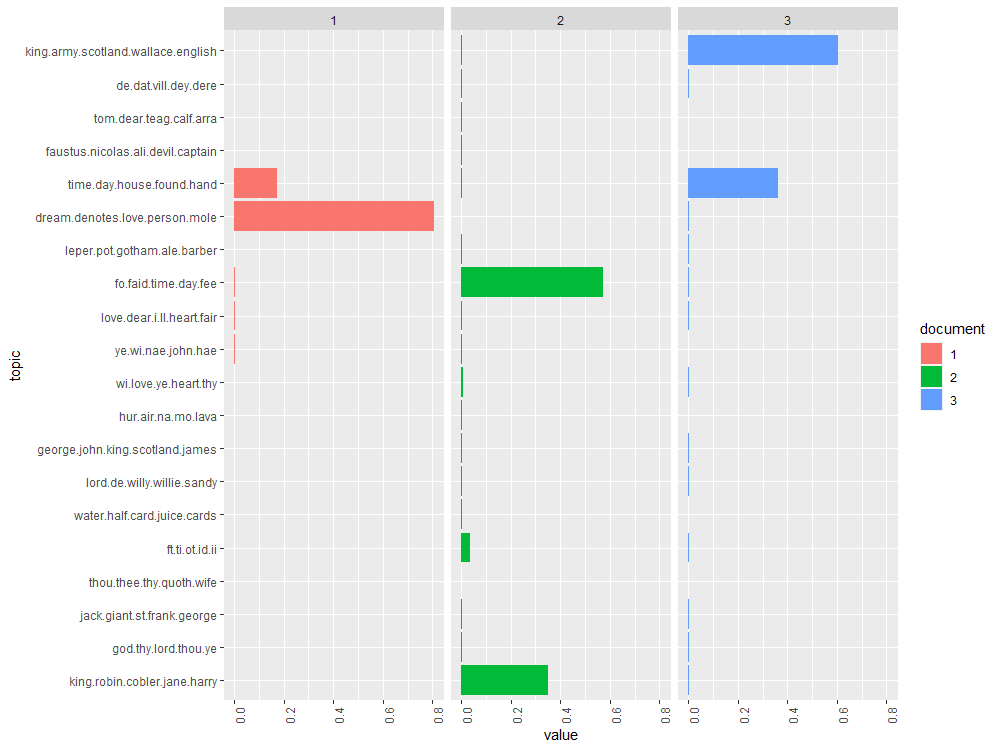 1 2 3
king.army.scotland.wallace.english
de.dat.vill.dey.dere
tom.dear.teag.calf.arra
faustus.nicolas.ali.devil.captain
time.day.house.found.hand
dream.denotes.love.person.mole
leper.pot.gotham.ale.barber
fo.faid.time.day.fee
love.dear.i.ll.heart.fair
ye.wi.nae.john.hae
wi.love.ye.heart.thy
hur.air.na.mo.lava
george.john.king.scotland.james
lord.de.willy.willie.sandy
water.half.card.juice.cards
ft.ti.ot.id.ii
thou.thee.thy.quoth.wife
jack.giant.st.frank.george
god.thy.lord.thou.ye
king.robin.cobler.jane.harry
topic
0.0 0.2 0.4 0.6 0.8 0.0 0.2 0.4 0.6 0.8 0.0 0.2 0.4 0.6 0.8
value
document
1
2
3